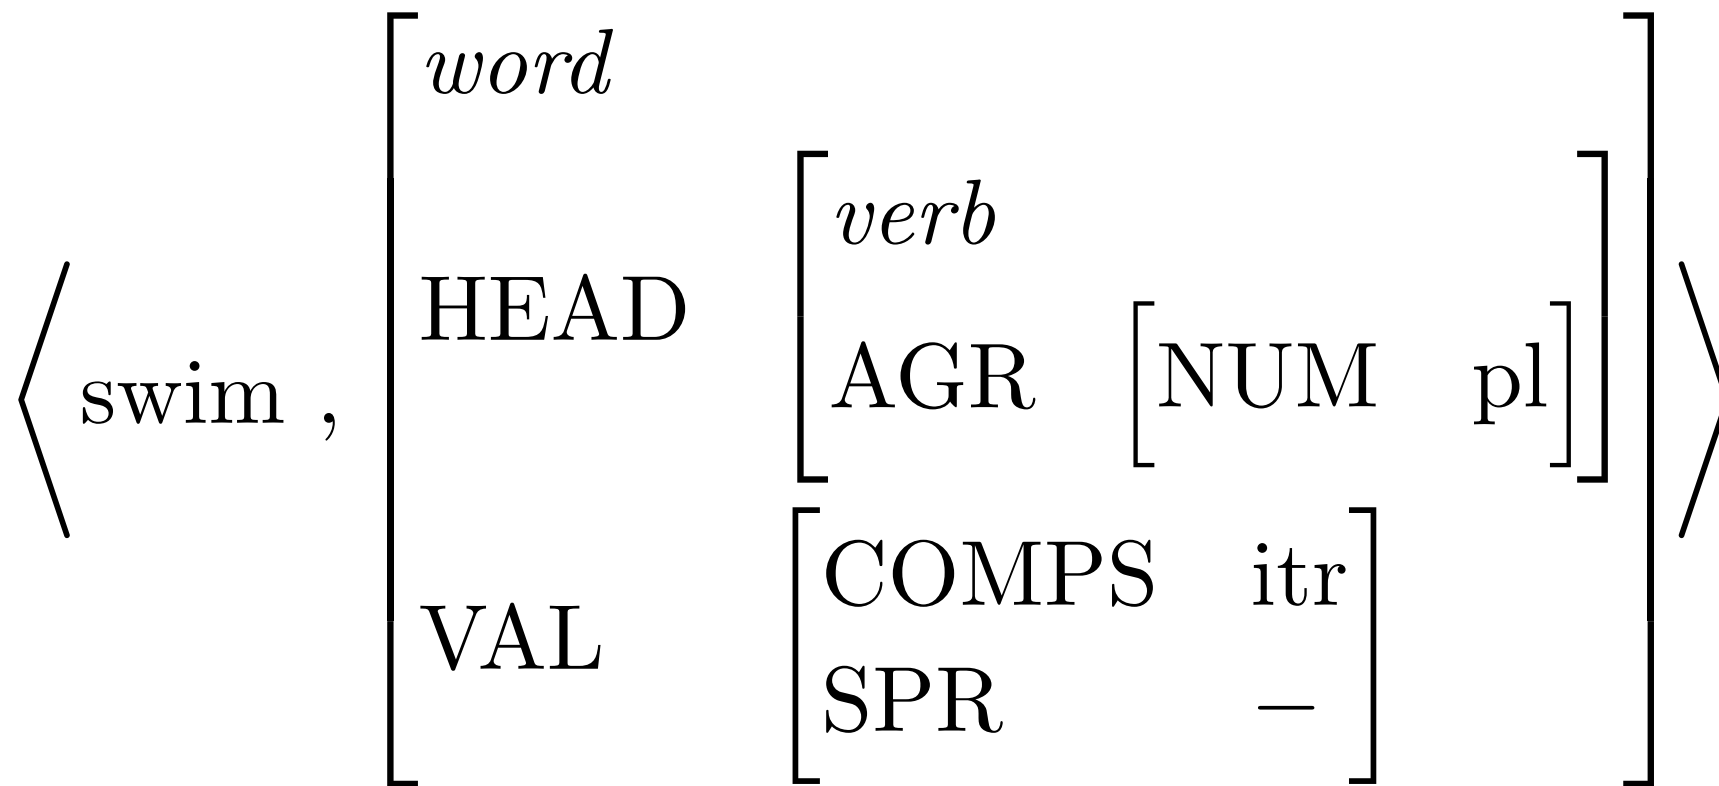 word
verb
HEAD
AGR [NUM pl]
⟨swim ,
COMPS itr
VAL
SPR −